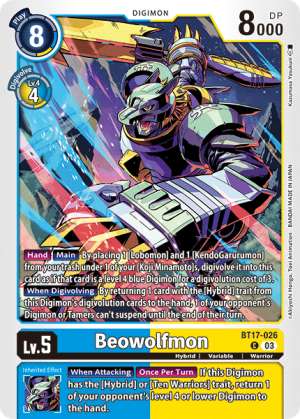 DIGIMON
Play
8
8000
DP
Digivolve
Lv.4
4
Hand Main By placing 1 [Lobomon] and 1 [KendoGarurumon]
from your trash under 1 of your [Koji Minamoto]s, digivolve it into this
card as if that card is a level 4 blue Digimon for a digivolution cost of 3.
When Digivolving By returning 1 card with the [Hybrid] trait from
this Digimon's digivolution cards to the hand, 1 of your opponent's
Digimon or Tamers can't suspend until the end of their turn.
BT17-026
Lv.5
Beowolfmon
C 03
Hybrid Variable Warrior
Inherited Effect
When Attacking Once Per Turn If this Digimon
has the [Hybrid] or [Ten Warriors] trait, return 1
of your opponent's level 4 or lower Digimon to
the hand.